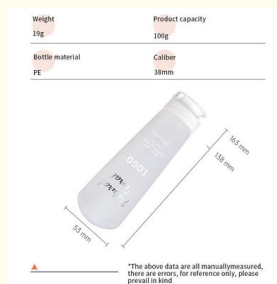 Weight
Product capacity
19g
100g
Bottle material
Caliber
PE
38mm
LOGO
163 mm
138 mm
53 mm
*The above data are all manuallymeasured,
there are errors, for reference only, please
prevail in kind